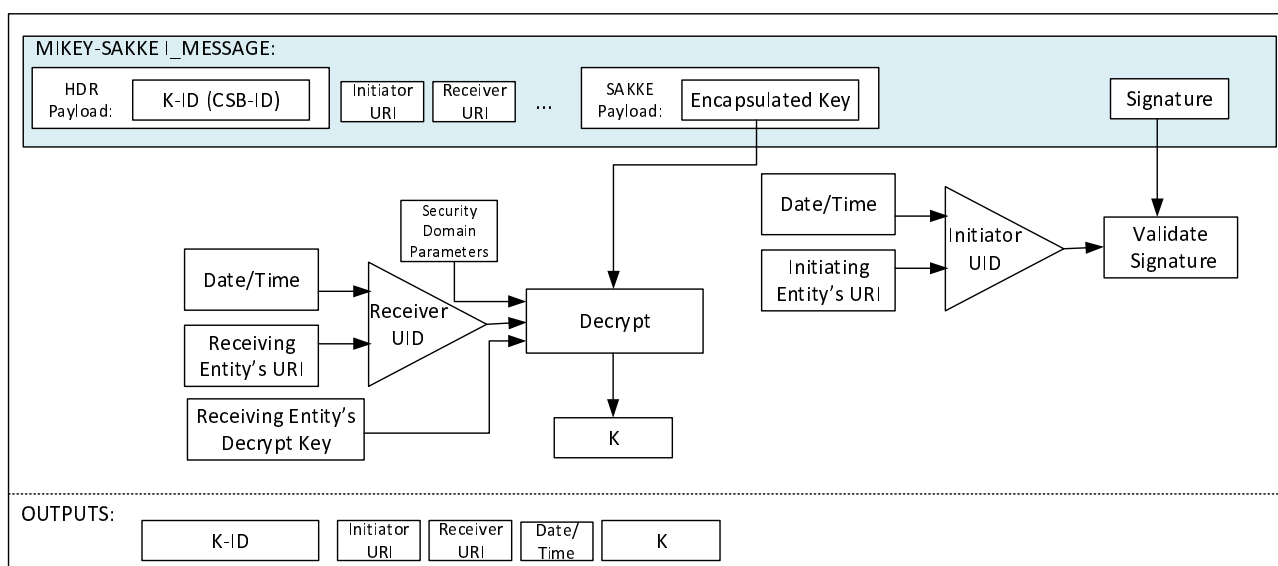 MIKEY-SAKKE I_MESSAGE:
HDR
Payload:
K-ID (CSB-ID)
Initiator
URI
Receiver
URI
...
SAKKE
Payload:
Encapsulated Key
Signature
Security
Domain
Parameters
Date/Time
Initiating
Entity’s URI
Initiator
UID
Validate
Signature
Date/Time
Receiving
Entity’s URI
Receiver
UID
Decrypt
Receiving Entity’s
Decrypt Key
K
OUTPUTS:
K-ID
Initiator
URI
Receiver
URI
Date/
Time
K